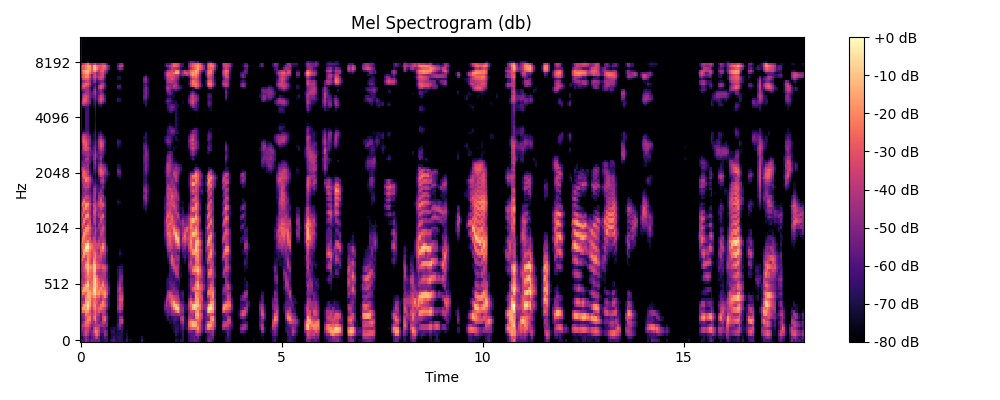 Mel Spectrogram (db)
Hz
8192
4096
2048
1024
512
0
0 5 10 15
Time
+0 dB
-10 dB
-20 dB
-30 dB
-40 dB
-50 dB
-60 dB
-70 dB
-80 dB